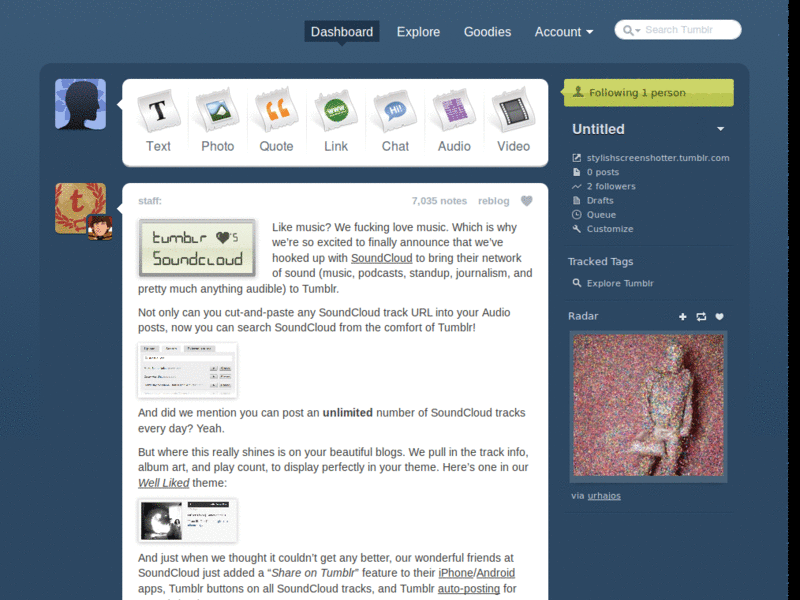 Dashboard Explore Goodies Account Search Tumblr
T
Hi!
WWW
Text Photo Quote Link Chat Audio Video
Following 1 person
Untitled
stylishscreenshotter.tumblr.com
0 posts
2 followers
Drafts
Queue
Customize
Tracked Tags
Explore Tumblr
Radar
via urhajos
t
staff: 7,035 notes reblog
tumblr ♥'s
Soundcloud
Like music? We fucking love music. Which is why
we're so excited to finally announce that we've
hooked up with SoundCloud to bring their network
of sound (music, podcasts, standup, journalism, and
pretty much anything audible) to Tumblr.
Not only can you cut-and-paste any SoundCloud track URL into your Audio
posts, now you can search SoundCloud from the comfort of Tumblr!
And did we mention you can post an unlimited number of SoundCloud tracks
every day? Yeah.
But where this really shines is on your beautiful blogs. We pull in the track info,
album art, and play count, to display perfectly in your theme. Here's one in our
Well Liked theme:
And just when we thought it couldn't get any better, our wonderful friends at
SoundCloud just added a “Share on Tumblr” feature to their iPhone/Android
apps, Tumblr buttons on all SoundCloud tracks, and Tumblr auto-posting for